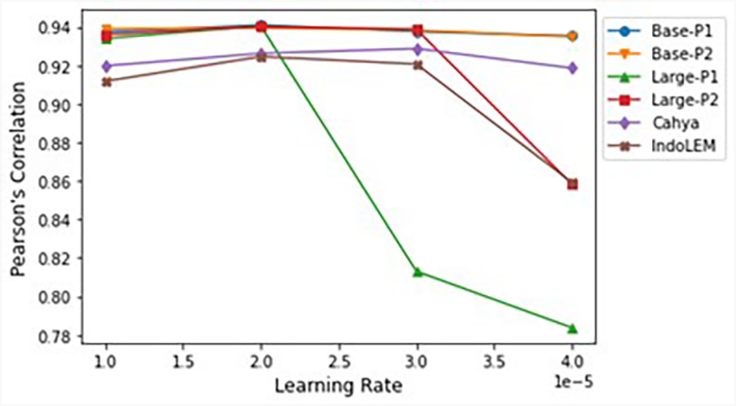 Pearson's Correlation
0.94
0.92
0.90
0.88
0.86
0.84
0.82
0.80
0.78
1.0 1.5 2.0 2.5 3.0 3.5 4.0
1e−5
Learning Rate
Base-P1
Base-P2
Large-P1
Large-P2
Cahya
IndoLEM